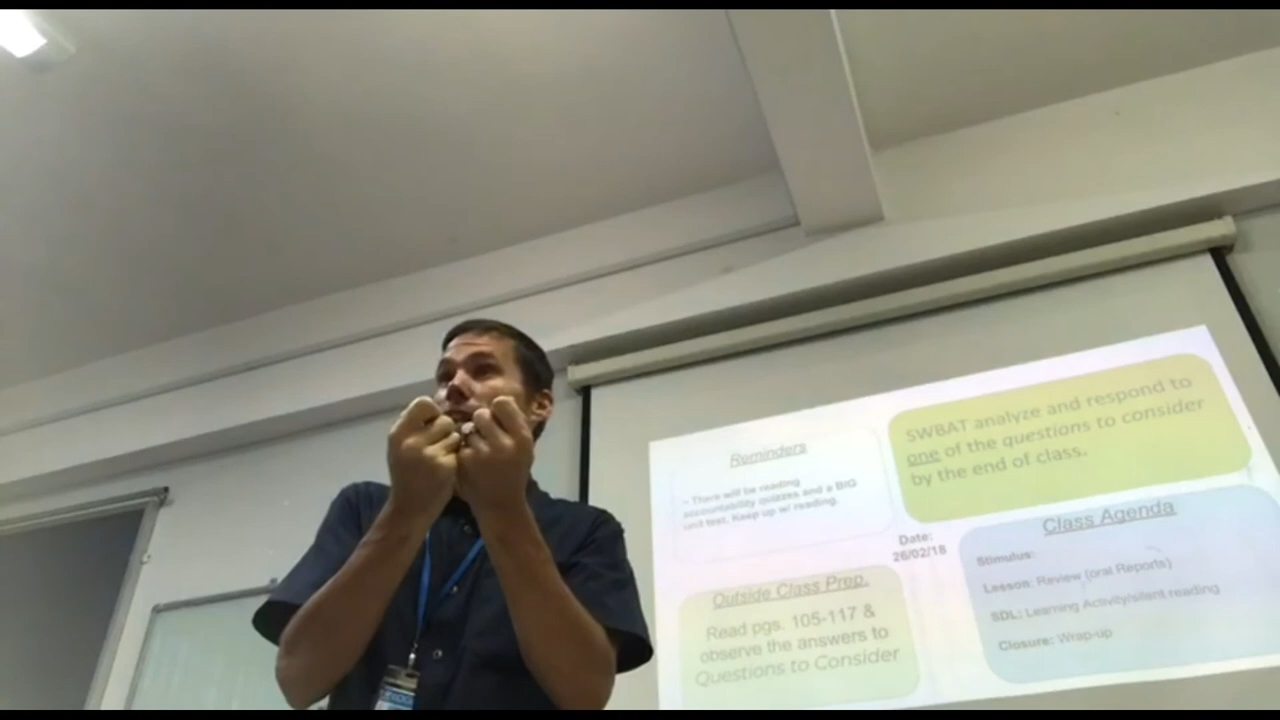 Reminders
- There will be reading
accountability quizzes and a BIG
unit test. Keep up w/ reading.
SWBAT analyze and respond to
one of the questions to consider
by the end of class.
Date:
26/02/18
Outside Class Prep.
Read pgs. 105-117 &
observe the answers to
Questions to Consider
Class Agenda
Stimulus:
Lesson: Review (oral Reports)
SDL: Learning Activity/silent reading
Closure: Wrap-up